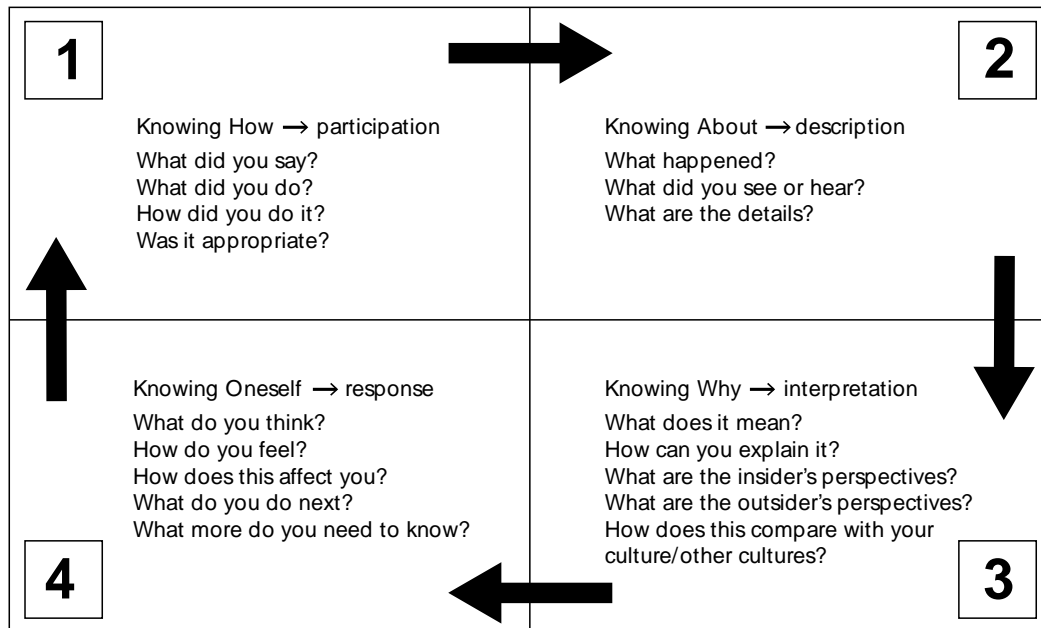 1
Knowing How → participation
What did you say?
What did you do?
How did you do it?
Was it appropriate?
2
Knowing About → description
What happened?
What did you see or hear?
What are the details?
Knowing Why → interpretation
What does it mean?
How can you explain it?
What are the insider’s perspectives?
What are the outsider’s perspectives?
How does this compare with your
culture/other cultures?
3
Knowing Oneself → response
What do you think?
How do you feel?
How does this affect you?
What do you do next?
What more do you need to know?
4